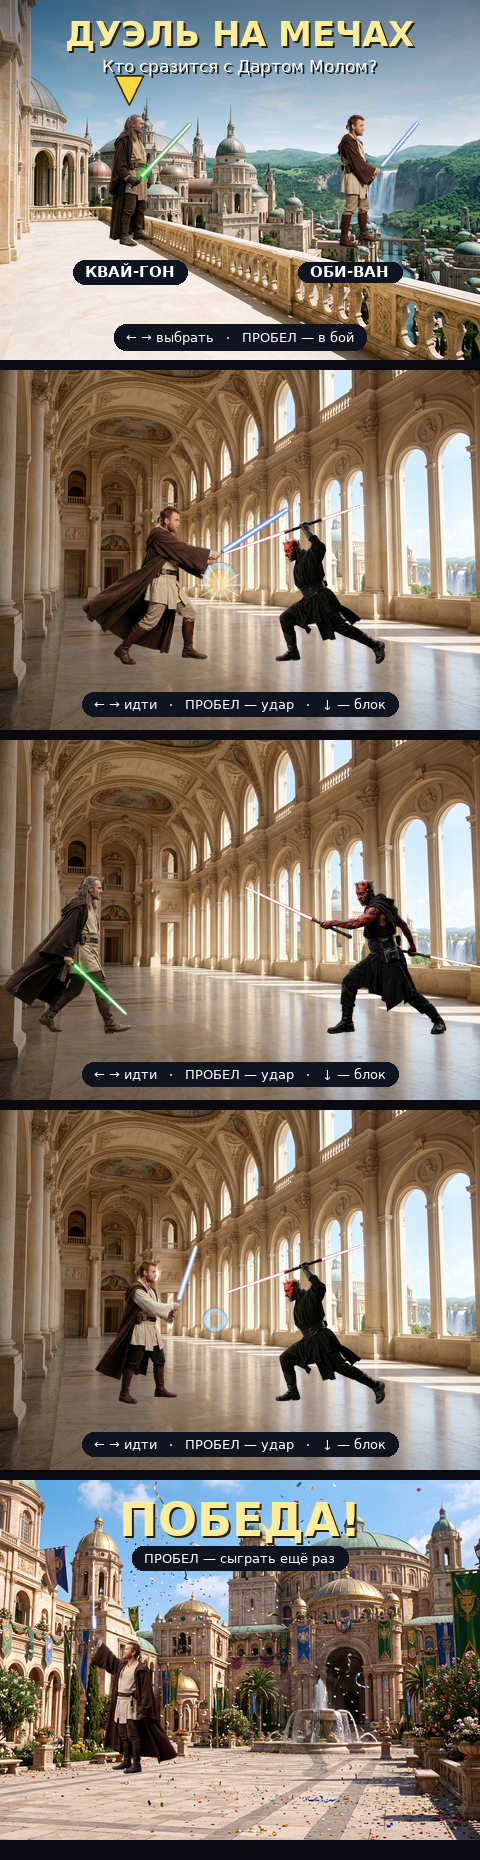 ДУЭЛЬ НА МЕЧАХ
Кто сразится с Дартом Молом?
КВАЙ-ГОН
ОБИ-ВАН
← → выбрать · ПРОБЕЛ — в бой
← → идти · ПРОБЕЛ — удар · ↓ — блок
← → идти · ПРОБЕЛ — удар · ↓ — блок
← → идти · ПРОБЕЛ — удар · ↓ — блок
ПОБЕДА!
ПРОБЕЛ — сыграть ещё раз